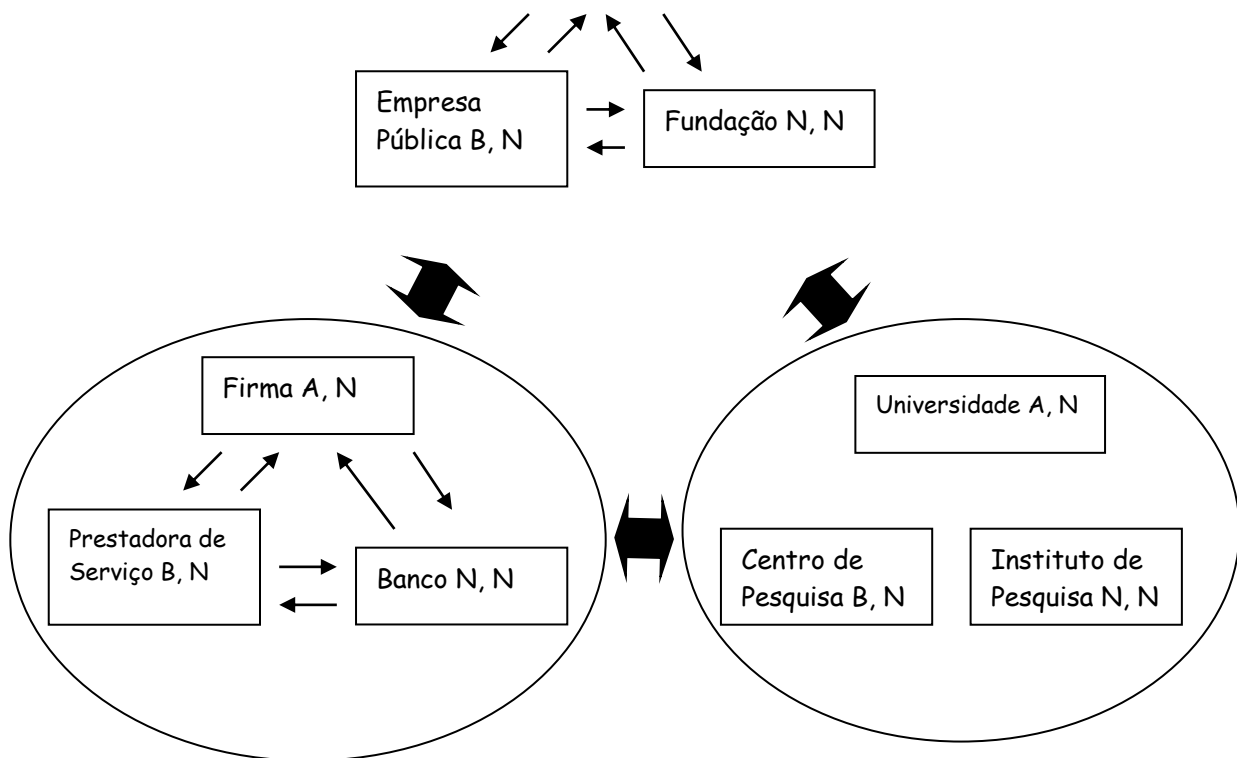 Empresa
Pública B, N
Fundação N, N
Firma A, N
Prestadora de
Serviço B, N
Banco N, N
Universidade A, N
Centro de
Pesquisa B, N
Instituto de
Pesquisa N, N